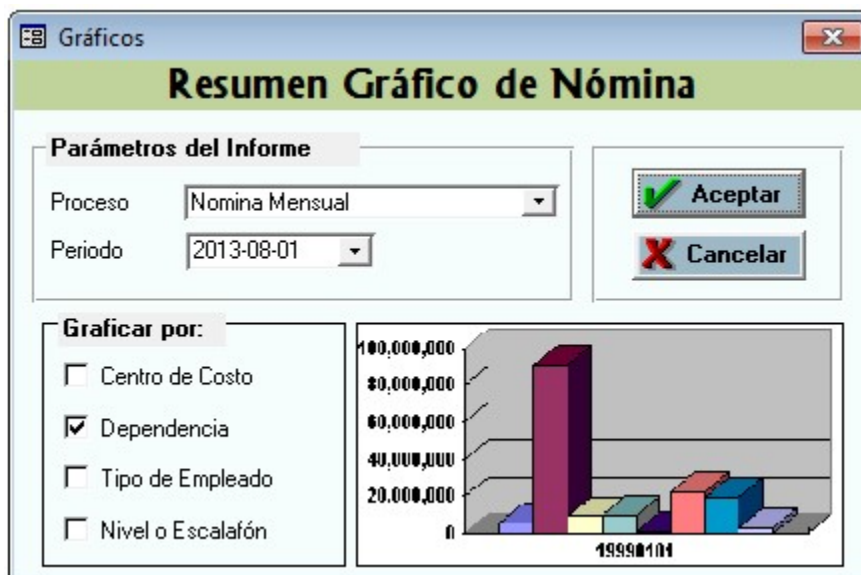 Gráficos
Resumen Gráfico de Nómina
Parámetros del Informe
Proceso
Nomina Mensual
Periodo
2013-08-01
Aceptar
Cancelar
Graficar por:
Centro de Costo
Dependencia
Tipo de Empleado
Nivel o Escalafón
100,000,000
80,000,000
60,000,000
40,000,000
20,000,000
0
19990101